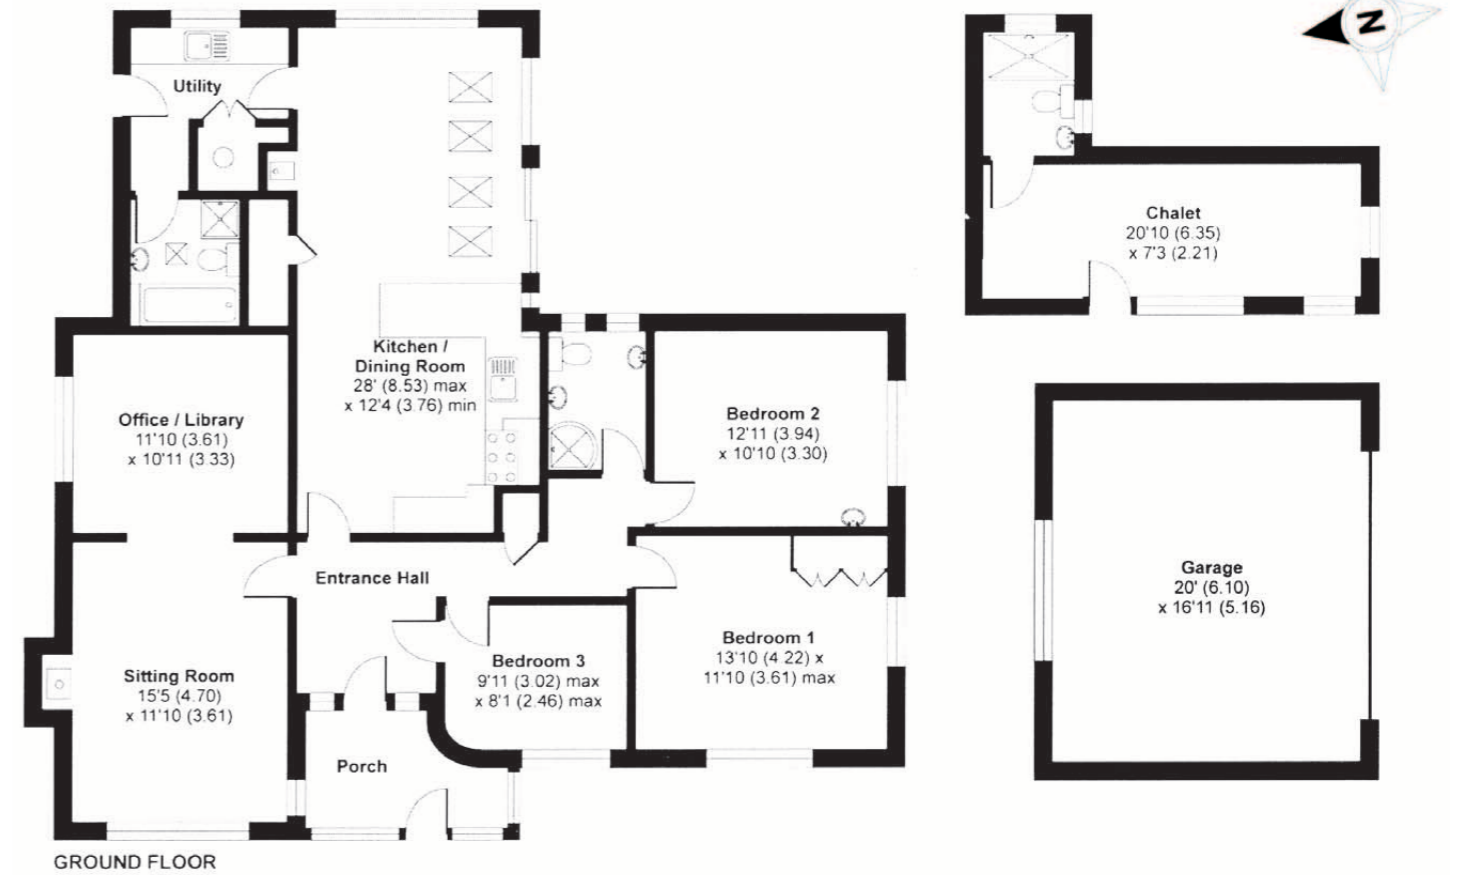 N
Utility
Chalet
20'10 (6.35)
x 7'3 (2.21)
Kitchen /
Dining Room
28' (8.53) max
x 12'4 (3.76) min
Office / Library
11'10 (3.61)
x 10'11 (3.33)
Bedroom 2
12'11 (3.94)
x 10'10 (3.30)
Entrance Hall
Garage
20' (6.10)
x 16'11 (5.16)
Sitting Room
15'5 (4.70)
x 11'10 (3.61)
Bedroom 3
9'11 (3.02) max
x 8'1 (2.46) max
Bedroom 1
13'10 (4.22) x
11'10 (3.61) max
Porch
GROUND FLOOR